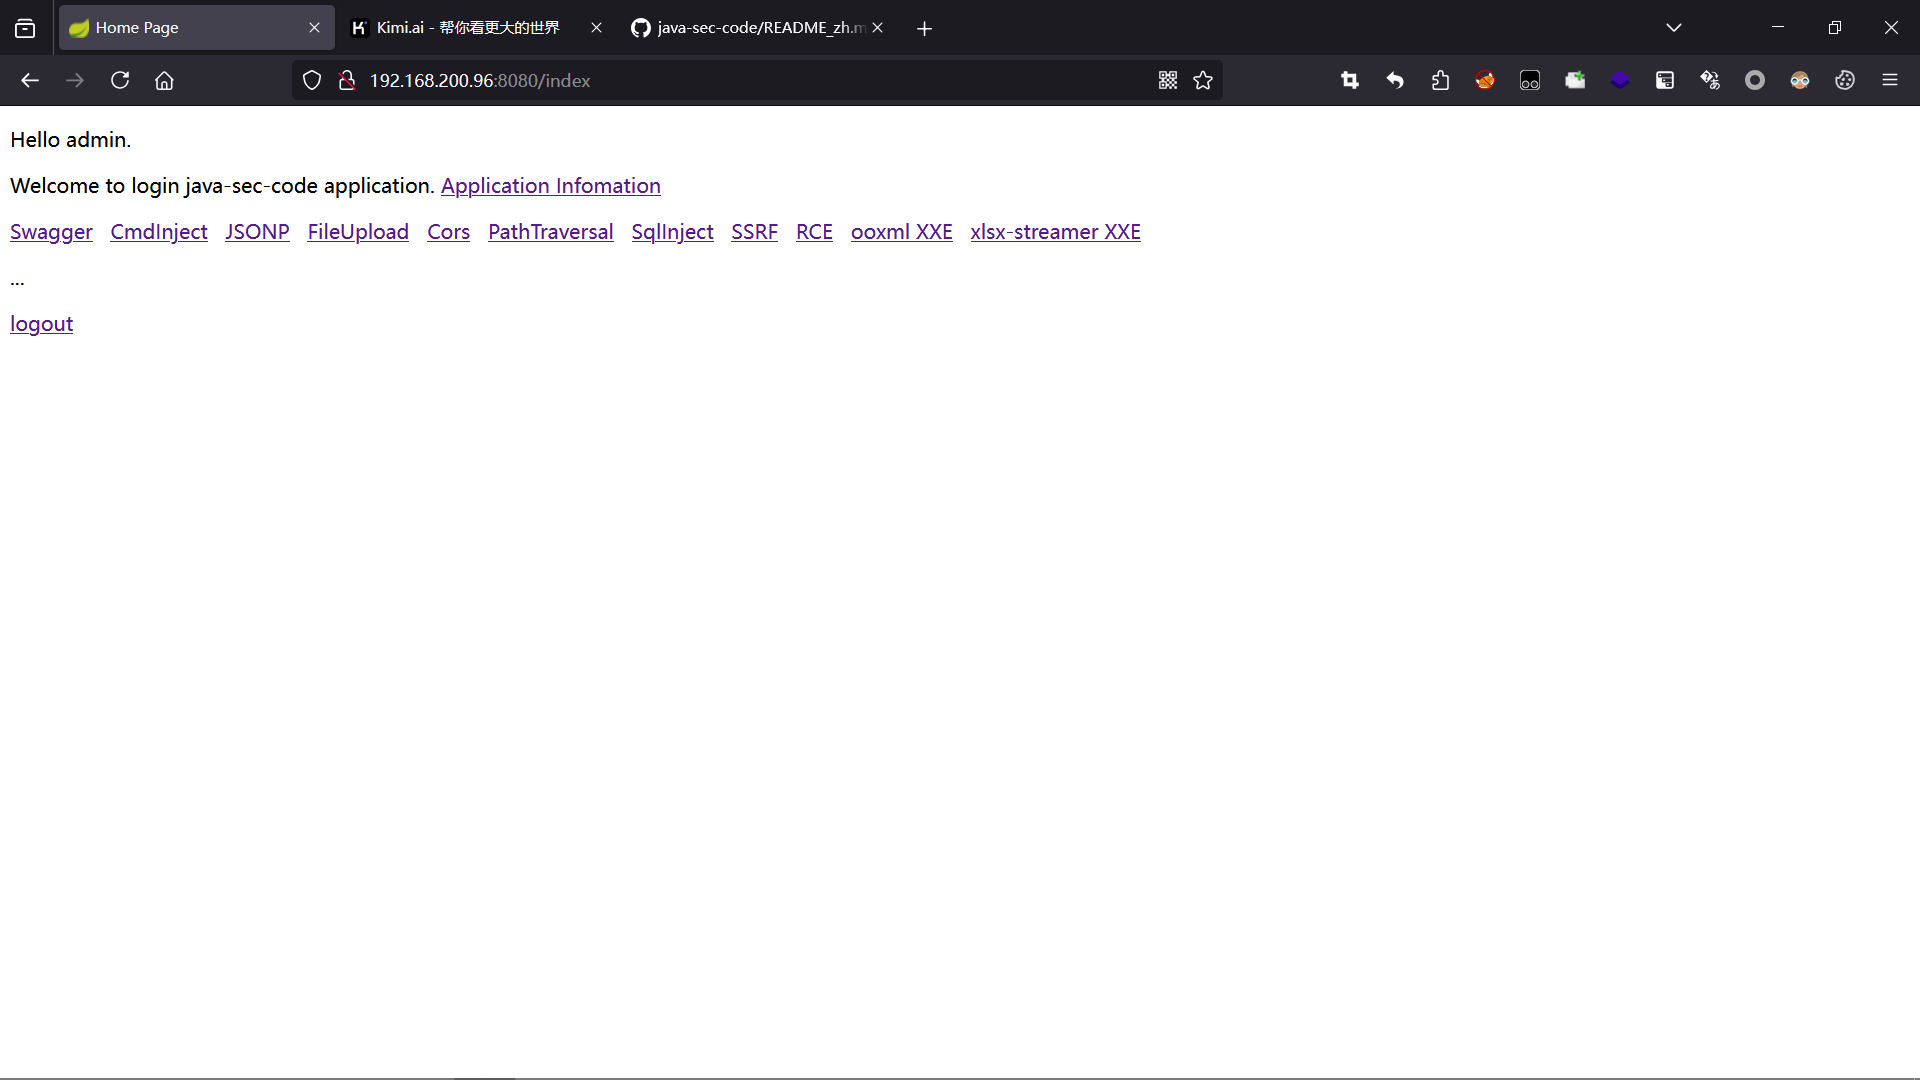 Home Page
Kimi.ai - 帮你看更大的世界
java-sec-code/README_zh.m
192.168.200.96:8080/index
Hello admin.
Welcome to login java-sec-code application. Application Infomation
Swagger CmdInject JSONP FileUpload Cors PathTraversal SqlInject SSRF RCE ooxml XXE xlsx-streamer XXE
...
logout